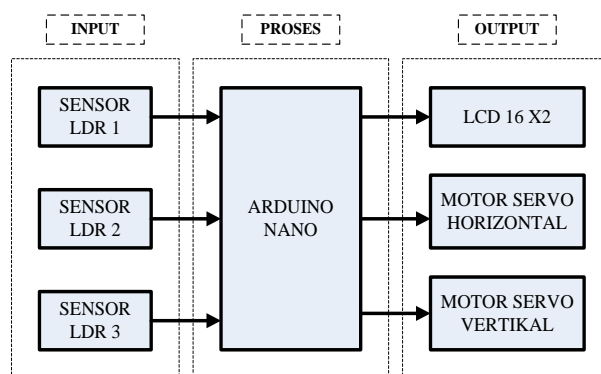 INPUT
PROSES
OUTPUT
SENSOR
LDR 1
SENSOR
LDR 2
SENSOR
LDR 3
ARDUINO
NANO
LCD 16 X2
MOTOR SERVO
HORIZONTAL
MOTOR SERVO
VERTIKAL